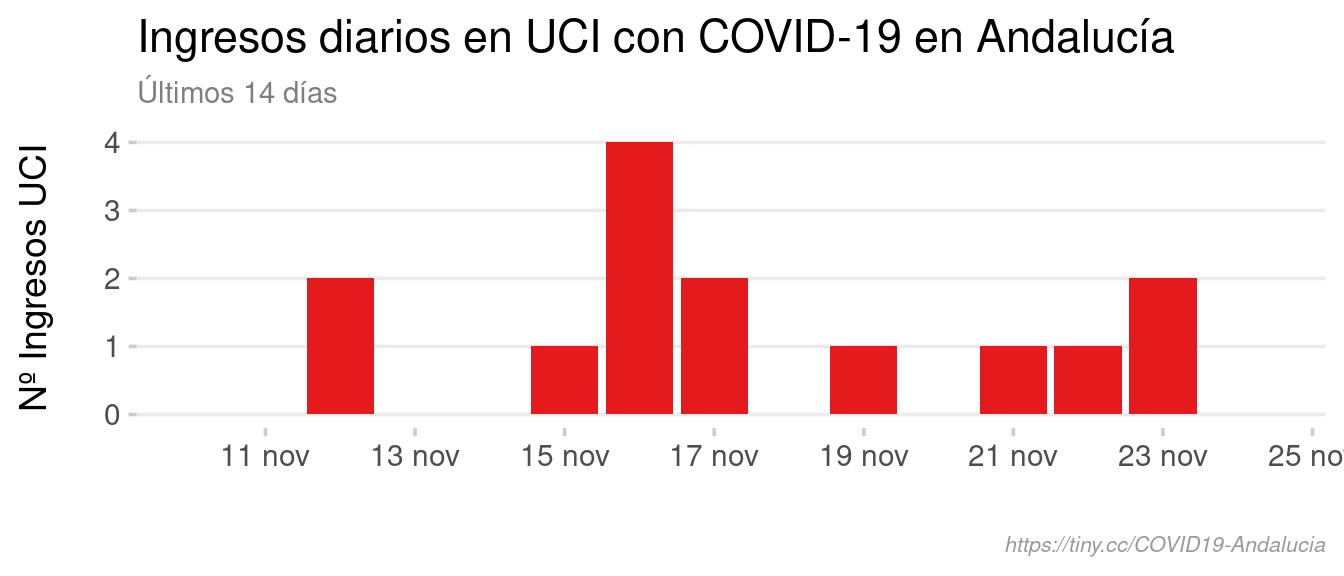 Ingresos diarios en UCI con COVID-19 en Andalucía
Últimos 14 días
Nº Ingresos UCI
4
3
2
1
0
11 nov 13 nov 15 nov 17 nov 19 nov 21 nov 23 nov 25 no
https://tiny.cc/COVID19-Andalucia